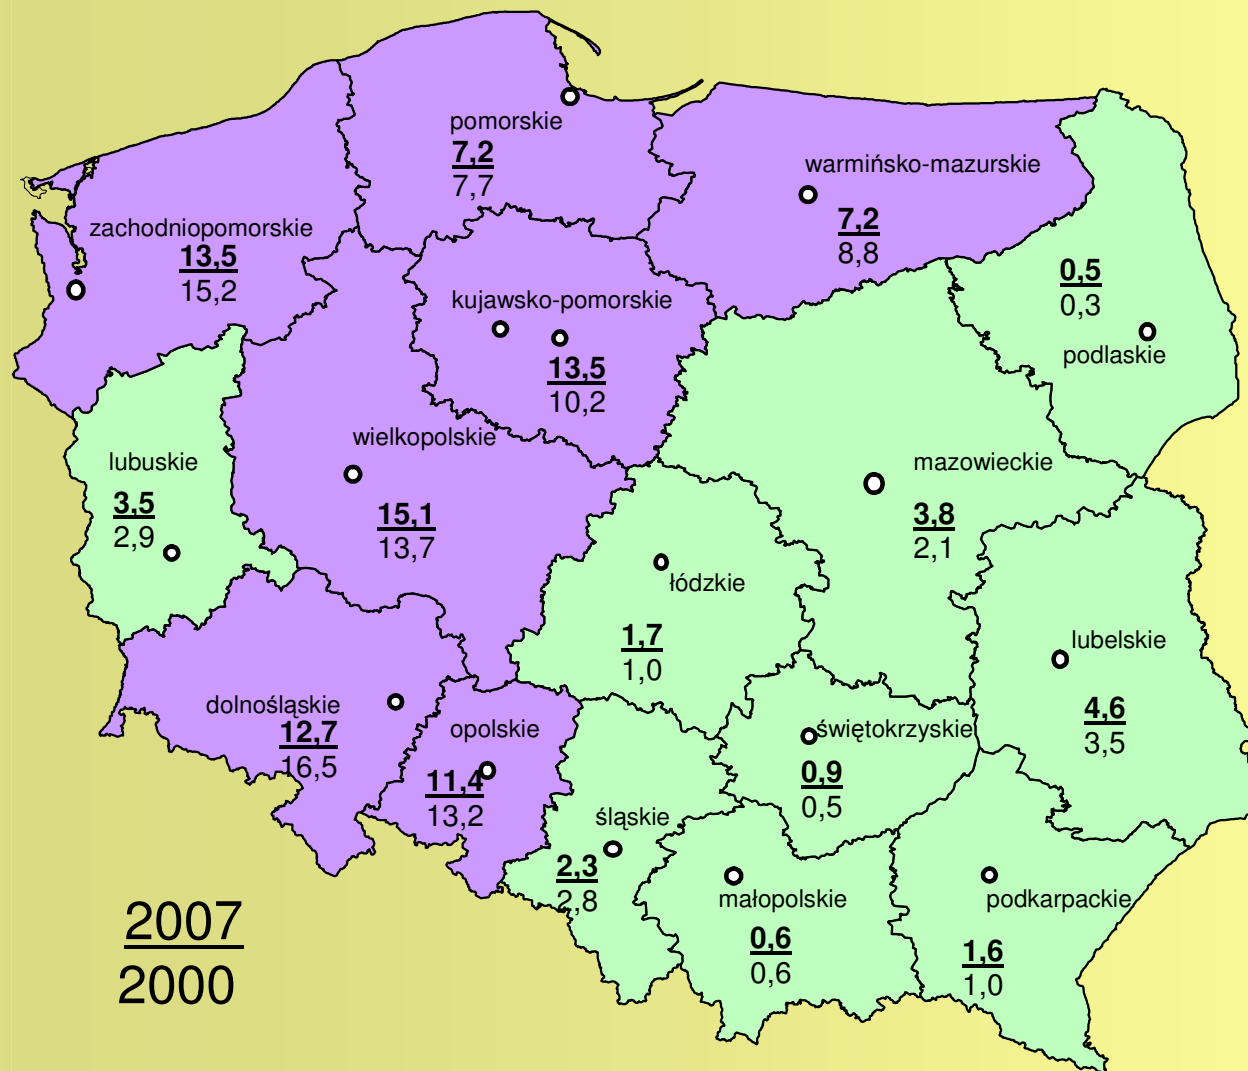 pomorskie
7,2
7,7
warmińsko-mazurskie
7,2
8,8
zachodniopomorskie
13,5
15,2
kujawsko-pomorskie
13,5
10,2
0,5
0,3
podlaskie
wielkopolskie
15,1
13,7
lubuskie
3,5
2,9
mazowieckie
3,8
2,1
łódzkie
1,7
1,0
lubelskie
4,6
3,5
dolnośląskie
12,7
16,5
opolskie
11,4
13,2
świętokrzyskie
0,9
0,5
śląskie
2,3
2,8
małopolskie
0,6
0,6
podkarpackie
1,6
1,0
2007
2000